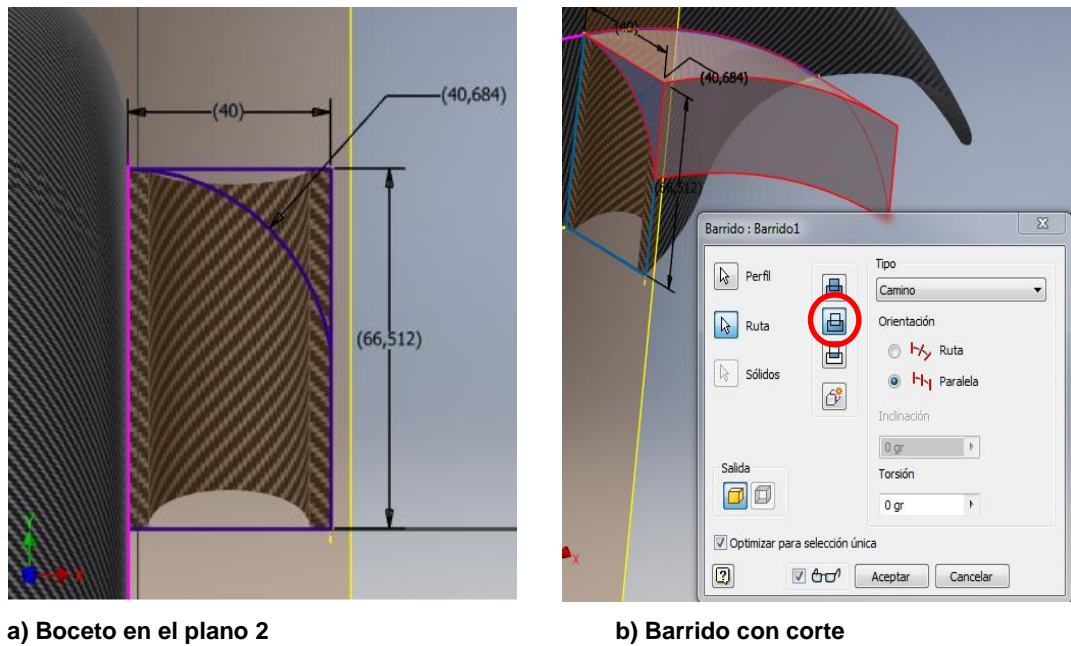 (40)
(40,684)
(66,512)
Y
X
a) Boceto en el plano 2
(40)
(40,684)
(66,512)
X
Barrido : Barrido1
Perfil
Ruta
Sólidos
Salida
Tipo
Camino
Orientación
Ruta
Paralela
Inclinación
0 gr
Torsión
0 gr
Optimizar para selección única
?
Aceptar
Cancelar
b) Barrido con corte